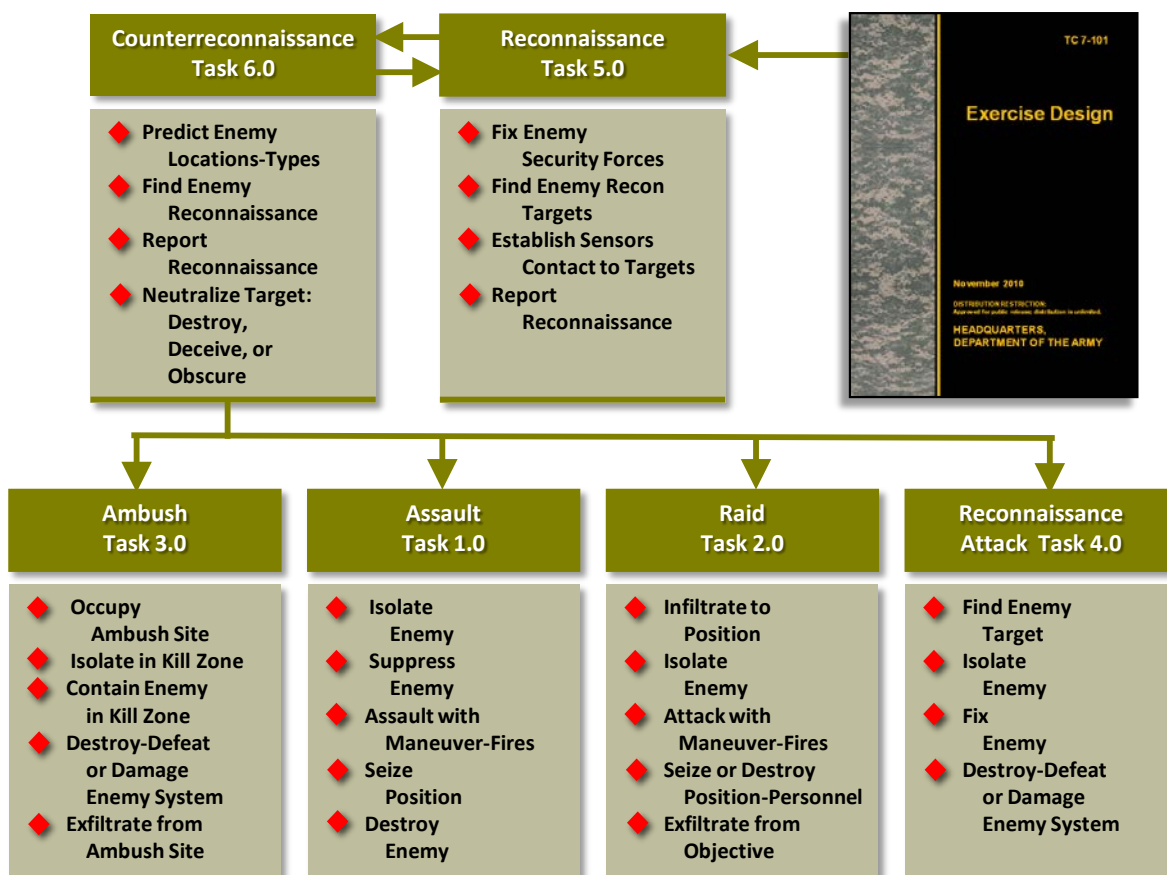 Counterreconnaissance
Task 6.0
Predict Enemy
Locations-Types
Find Enemy
Reconnaissance
Report
Reconnaissance
Neutralize Target:
Destroy,
Deceive, or
Obscure
Reconnaissance
Task 5.0
Fix Enemy
Security Forces
Find Enemy Recon
Targets
Establish Sensors
Contact to Targets
Report
Reconnaissance
TC 7-101
Exercise Design
November 2010
DISTRIBUTION RESTRICTION:
Approved for public release; distribution is unlimited.
HEADQUARTERS,
DEPARTMENT OF THE ARMY
Ambush
Task 3.0
Occupy
Ambush Site
Isolate in Kill Zone
Contain Enemy
in Kill Zone
Destroy-Defeat
or Damage
Enemy System
Exfiltrate from
Ambush Site
Assault
Task 1.0
Isolate
Enemy
Suppress
Enemy
Assault with
Maneuver-Fires
Seize
Position
Destroy
Enemy
Raid
Task 2.0
Infiltrate to
Position
Isolate
Enemy
Attack with
Maneuver-Fires
Seize or Destroy
Position-Personnel
Exfiltrate from
Objective
Reconnaissance
Attack Task 4.0
Find Enemy
Target
Isolate
Enemy
Fix
Enemy
Destroy-Defeat
or Damage
Enemy System